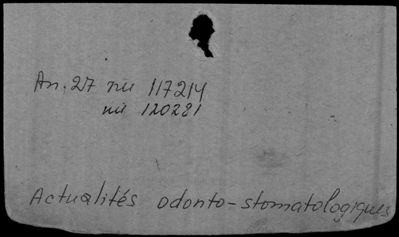 An. 27 nu 117214
nu 120281
Actualités odonto-stomatologiques